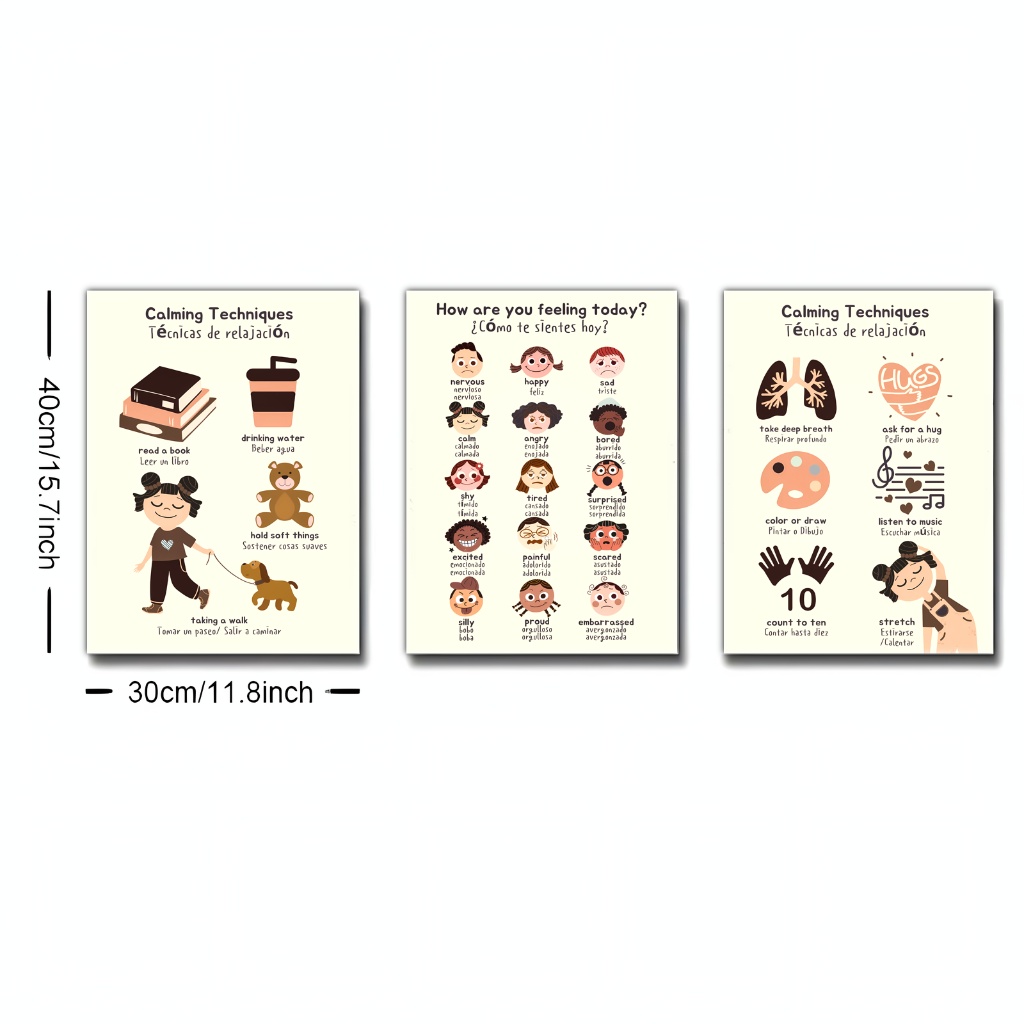 40cm/15.7inch
30cm/11.8inch
Calming Techniques
Técnicas de relajación
read a book
Leer un libro
drinking water
Beber agua
hold soft things
Sostener cosas suaves
taking a walk
Tomar un paseo/ Salir a caminar
How are you feeling today?
¿Cómo te sientes hoy?
nervous
nervioso
nerviosa
happy
feliz
sad
triste
calm
calmado
calmada
angry
enojado
enojada
bored
aburrido
aburrida
shy
tímido
tímida
tired
cansado
cansada
surprised
sorprendido
sorprendida
excited
emocionado
emocionada
painful
adolorido
adolorida
scared
asustado
asustada
silly
bobo
boba
proud
orgulloso
orgullosa
embarrassed
avergonzado
avergonzada
Calming Techniques
Técnicas de relajación
take deep breath
Respirar profundo
HUGS
ask for a hug
Pedir un abrazo
color or draw
Pintar o Dibujo
listen to music
Escuchar música
10
count to ten
Contar hasta diez
stretch
Estirarse
/Calentar